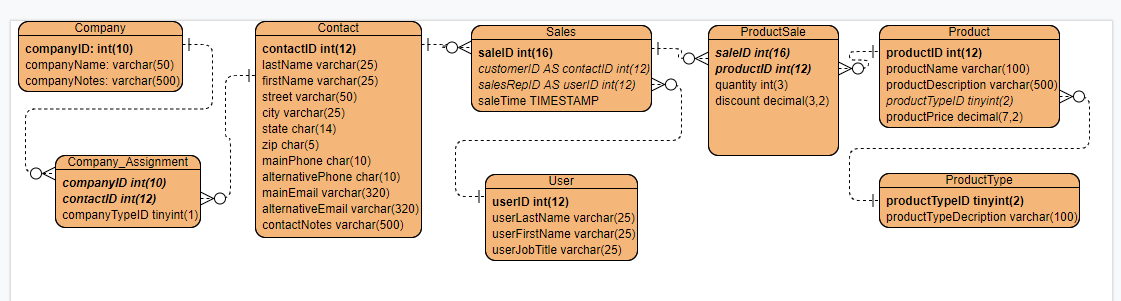 Company
companyID: int(10)
companyName: varchar(50)
companyNotes: varchar(500)
Company_Assignment
companyID int(10)
contactID int(12)
companyTypeID tinyint(1)
Contact
contactID int(12)
lastName varchar(25)
firstName varchar(25)
street varchar(50)
city varchar(25)
state char(14)
zip char(5)
mainPhone char(10)
alternativePhone char(10)
mainEmail varchar(320)
alternativeEmail varchar(320)
contactNotes varchar(500)
Sales
saleID int(16)
customerID AS contactID int(12)
salesRepID AS userID int(12)
saleTime TIMESTAMP
User
userID int(12)
userLastName varchar(25)
userFirstName varchar(25)
userJobTitle varchar(25)
ProductSale
saleID int(16)
productID int(12)
quantity int(3)
discount decimal(3,2)
Product
productID int(12)
productName varchar(100)
productDescription varchar(500)
productTypeID tinyint(2)
productPrice decimal(7,2)
ProductType
productTypeID tinyint(2)
productTypeDecription varchar(100)